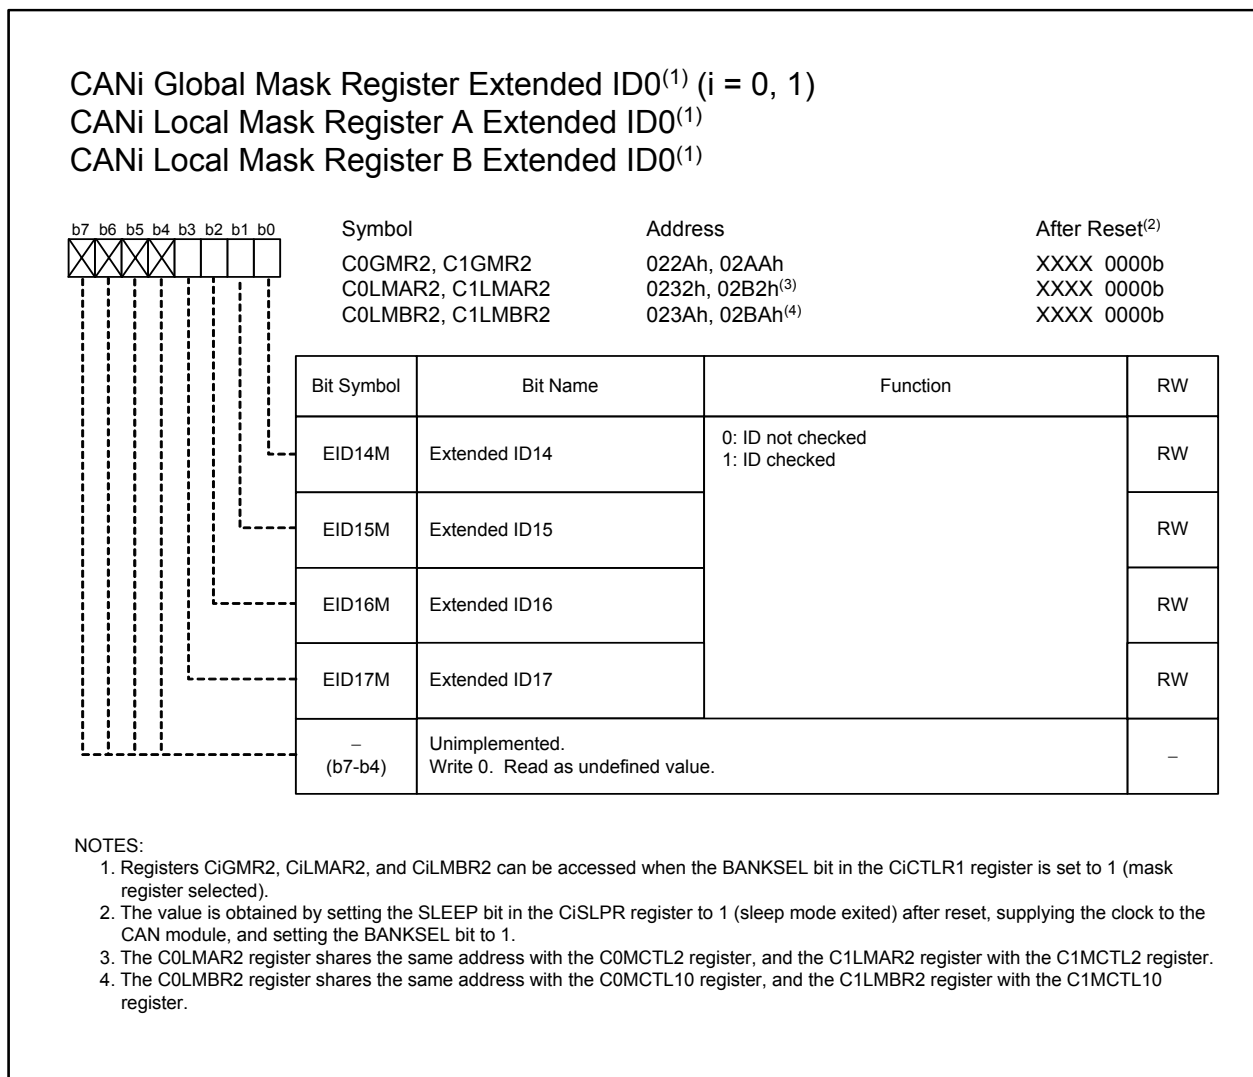 CANi Global Mask Register Extended ID0(1) (i = 0, 1)
CANi Local Mask Register A Extended ID0(1)
CANi Local Mask Register B Extended ID0(1)
b7 b6 b5 b4 b3 b2 b1 b0
Symbol Address After Reset(2)
C0GMR2, C1GMR2 022Ah, 02AAh XXXX 0000b
C0LMAR2, C1LMAR2 0232h, 02B2h(3) XXXX 0000b
C0LMBR2, C1LMBR2 023Ah, 02BAh(4) XXXX 0000b
Bit Symbol Bit Name Function RW
EID14M Extended ID14 0: ID not checked RW
1: ID checked
EID15M Extended ID15 RW
EID16M Extended ID16 RW
EID17M Extended ID17 RW
– Unimplemented. –
(b7-b4) Write 0. Read as undefined value.
NOTES:
1. Registers CiGMR2, CiLMAR2, and CiLMBR2 can be accessed when the BANKSEL bit in the CiCTLR1 register is set to 1 (mask
register selected).
2. The value is obtained by setting the SLEEP bit in the CiSLPR register to 1 (sleep mode exited) after reset, supplying the clock to the
CAN module, and setting the BANKSEL bit to 1.
3. The C0LMAR2 register shares the same address with the C0MCTL2 register, and the C1LMAR2 register with the C1MCTL2 register.
4. The C0LMBR2 register shares the same address with the C0MCTL10 register, and the C1LMBR2 register with the C1MCTL10
register.